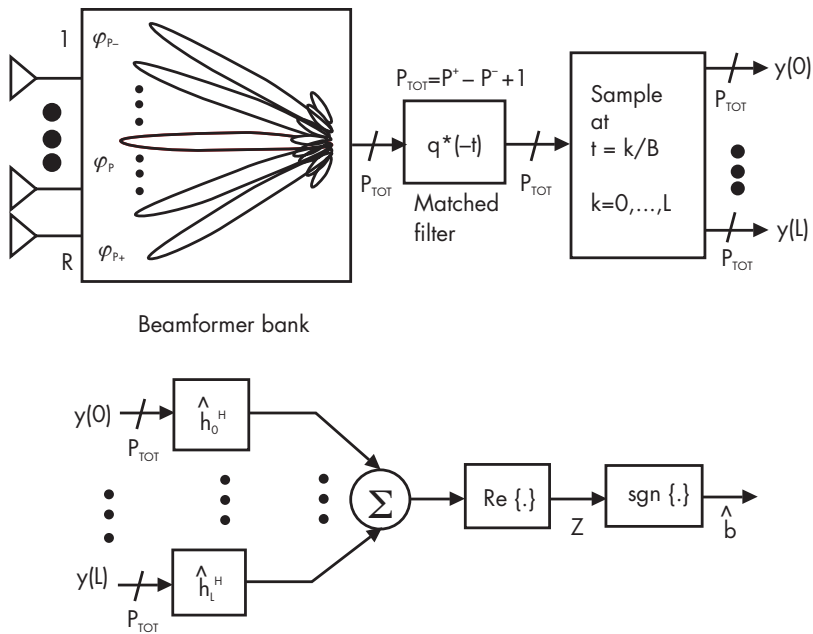 1
φP–
φP
φP+
R
Beamformer bank
PTOT
PTOT=P⁺ – P⁻ +1
q*(–t)
Matched
filter
PTOT
Sample
at
t = k/B
k=0,...,L
y(0)
PTOT
y(L)
PTOT
y(0)
PTOT
ĥ₀ᴴ
y(L)
PTOT
ĥLᴴ
Σ
Re {.}
Z
sgn {.}
b̂